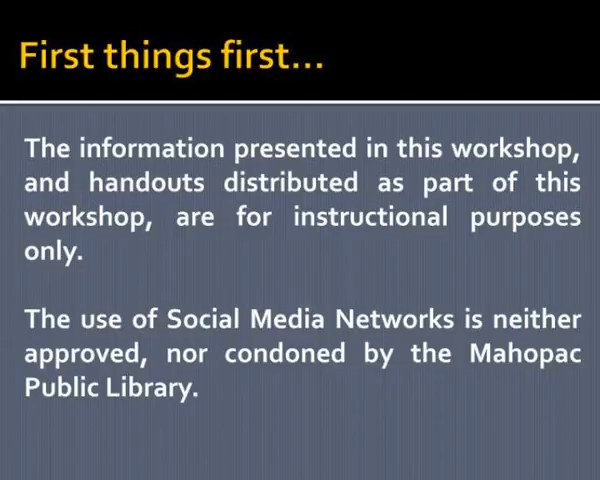 First things first...
The information presented in this workshop,
and handouts distributed as part of this
workshop, are for instructional purposes
only.
The use of Social Media Networks is neither
approved, nor condoned by the Mahopac
Public Library.